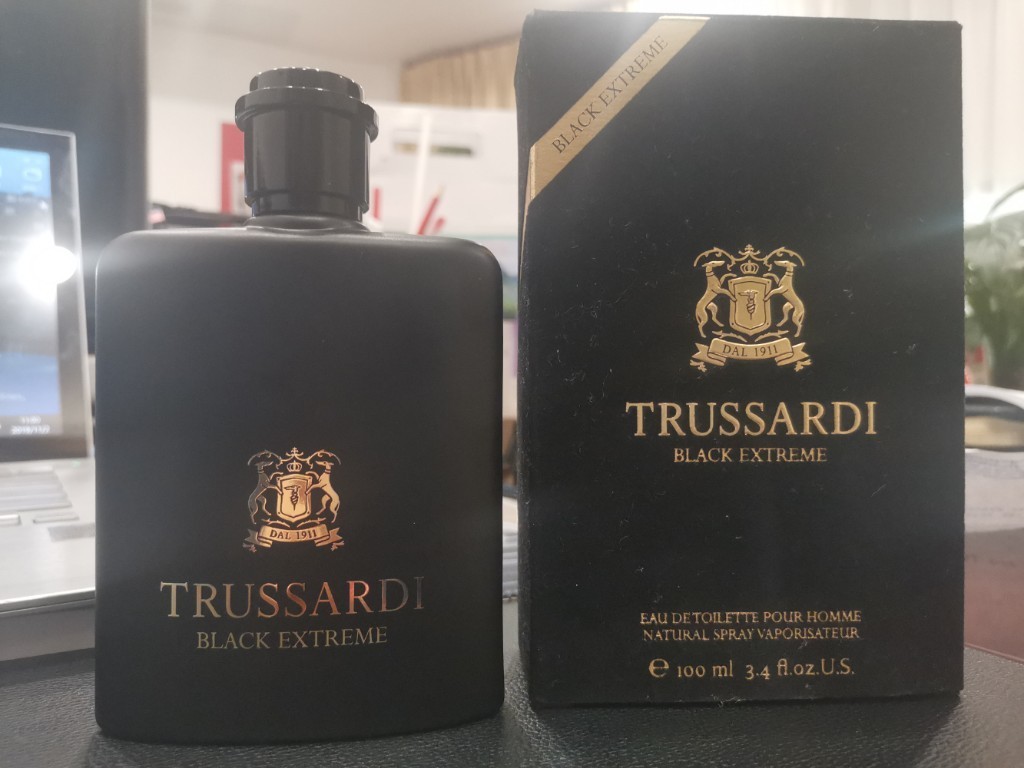 DAL 1911
TRUSSARDI
BLACK EXTREME
BLACK EXTREME
DAL 1911
TRUSSARDI
BLACK EXTREME
EAU DE TOILETTE POUR HOMME
NATURAL SPRAY VAPORISATEUR
e 100 ml 3.4 fl.oz.U.S.